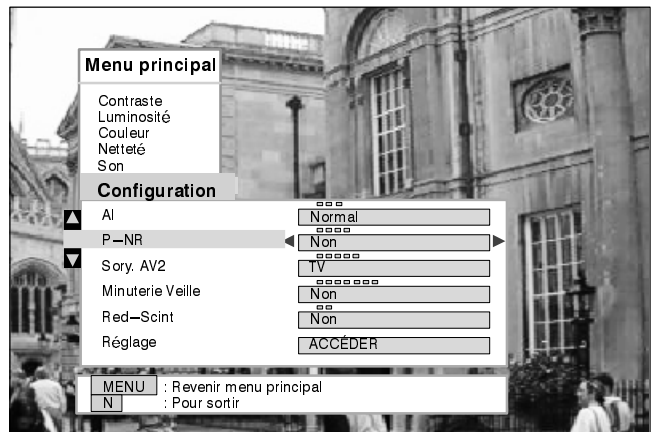 Menu principal
Contraste
Luminosité
Couleur
Netteté
Son
Configuration
AI Normal
P–NR Non
Sory. AV2 TV
Minuterie Veille Non
Red–Scint Non
Réglage ACCÉDER
MENU : Revenir menu principal
N : Pour sortir